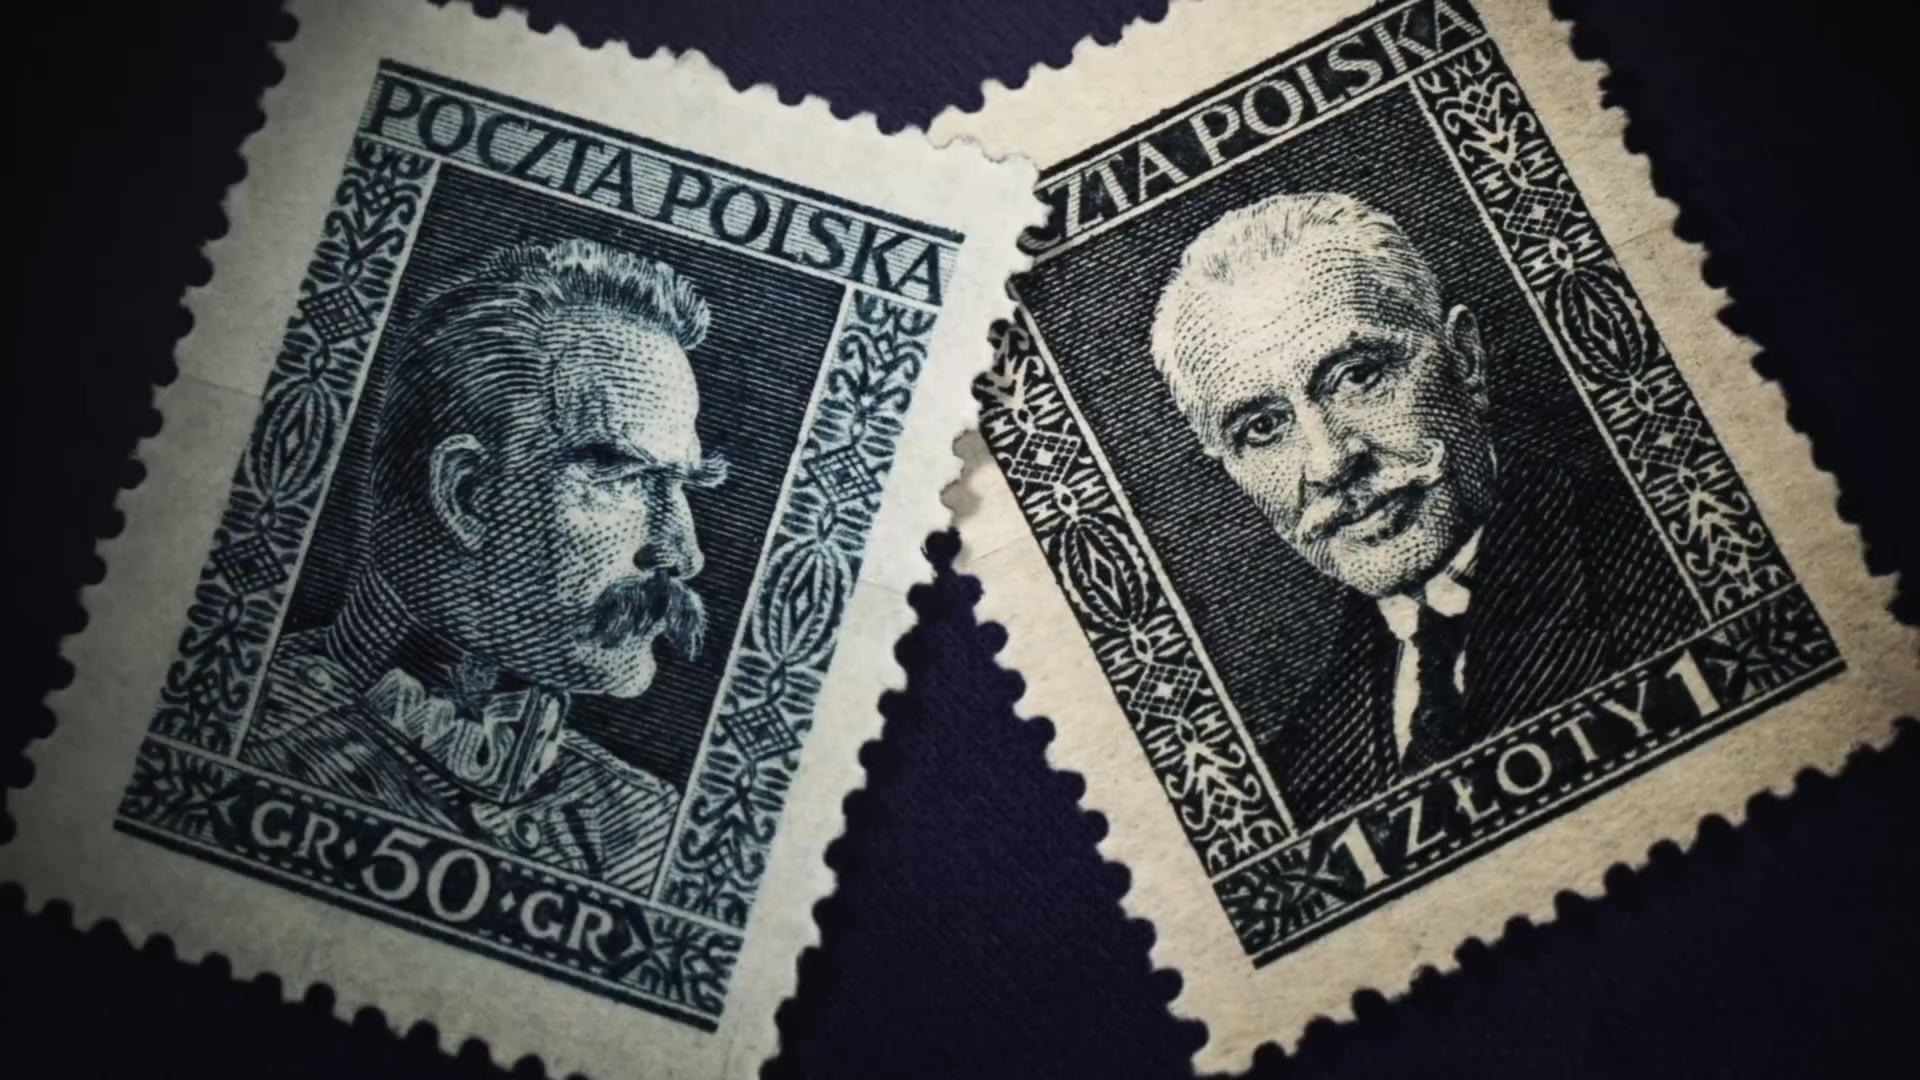 POCZTA POLSKA
GR·50·GR
CZTA POLSKA
1 ZŁOTY 1